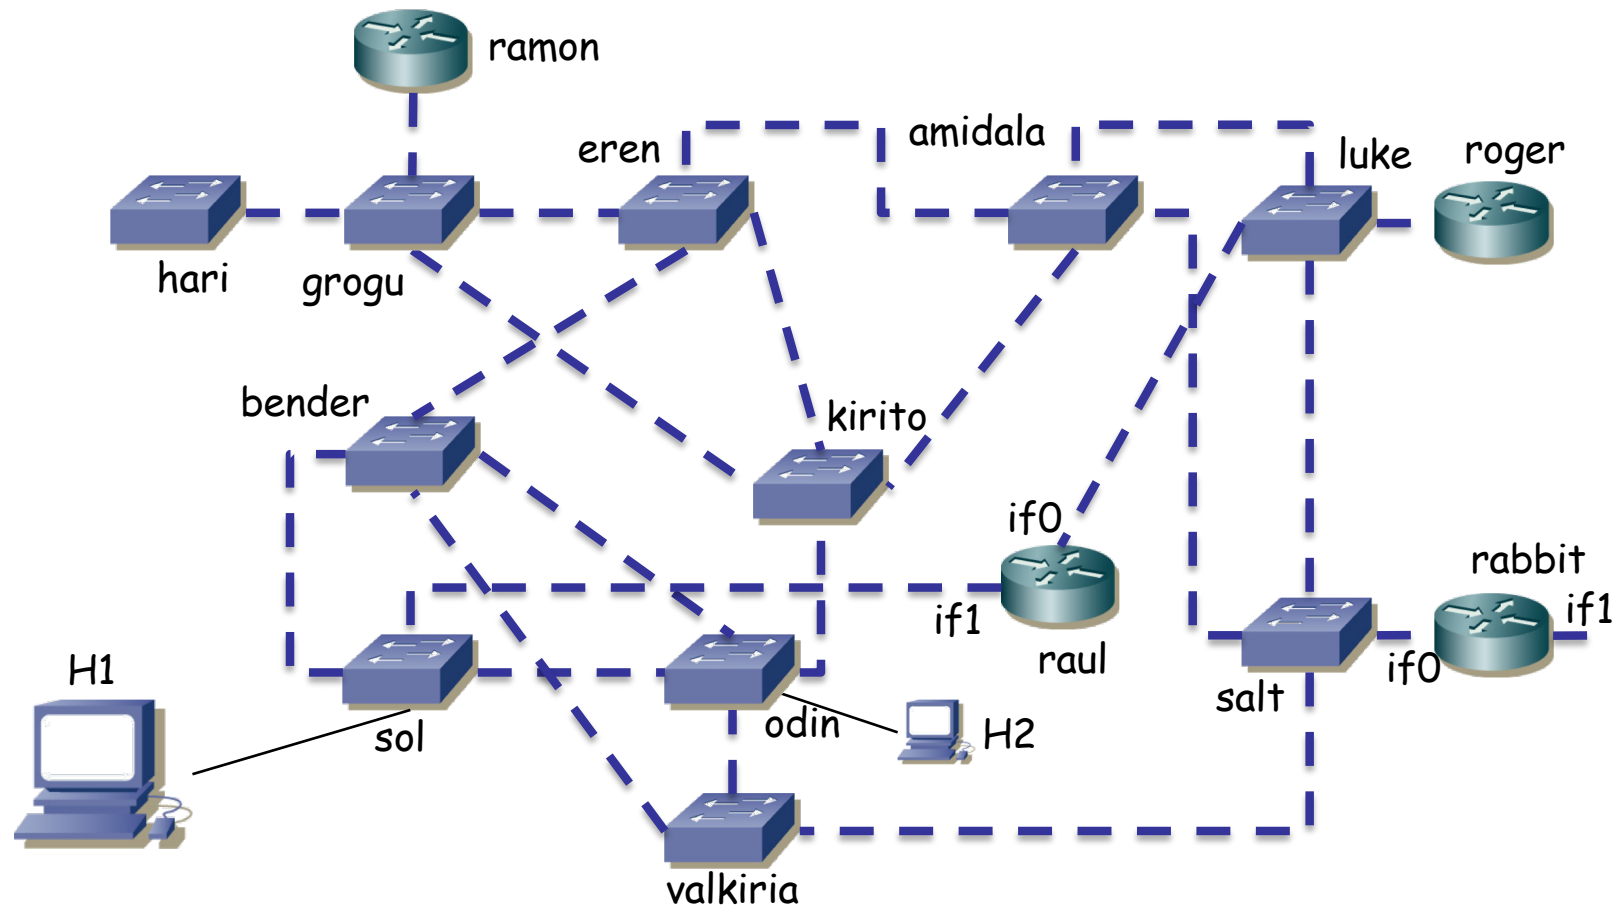 ramon
eren
amidala
luke
roger
hari
grogu
bender
kirito
if0
rabbit
if1
if1
raul
if0
H1
salt
sol
odin
H2
valkiria